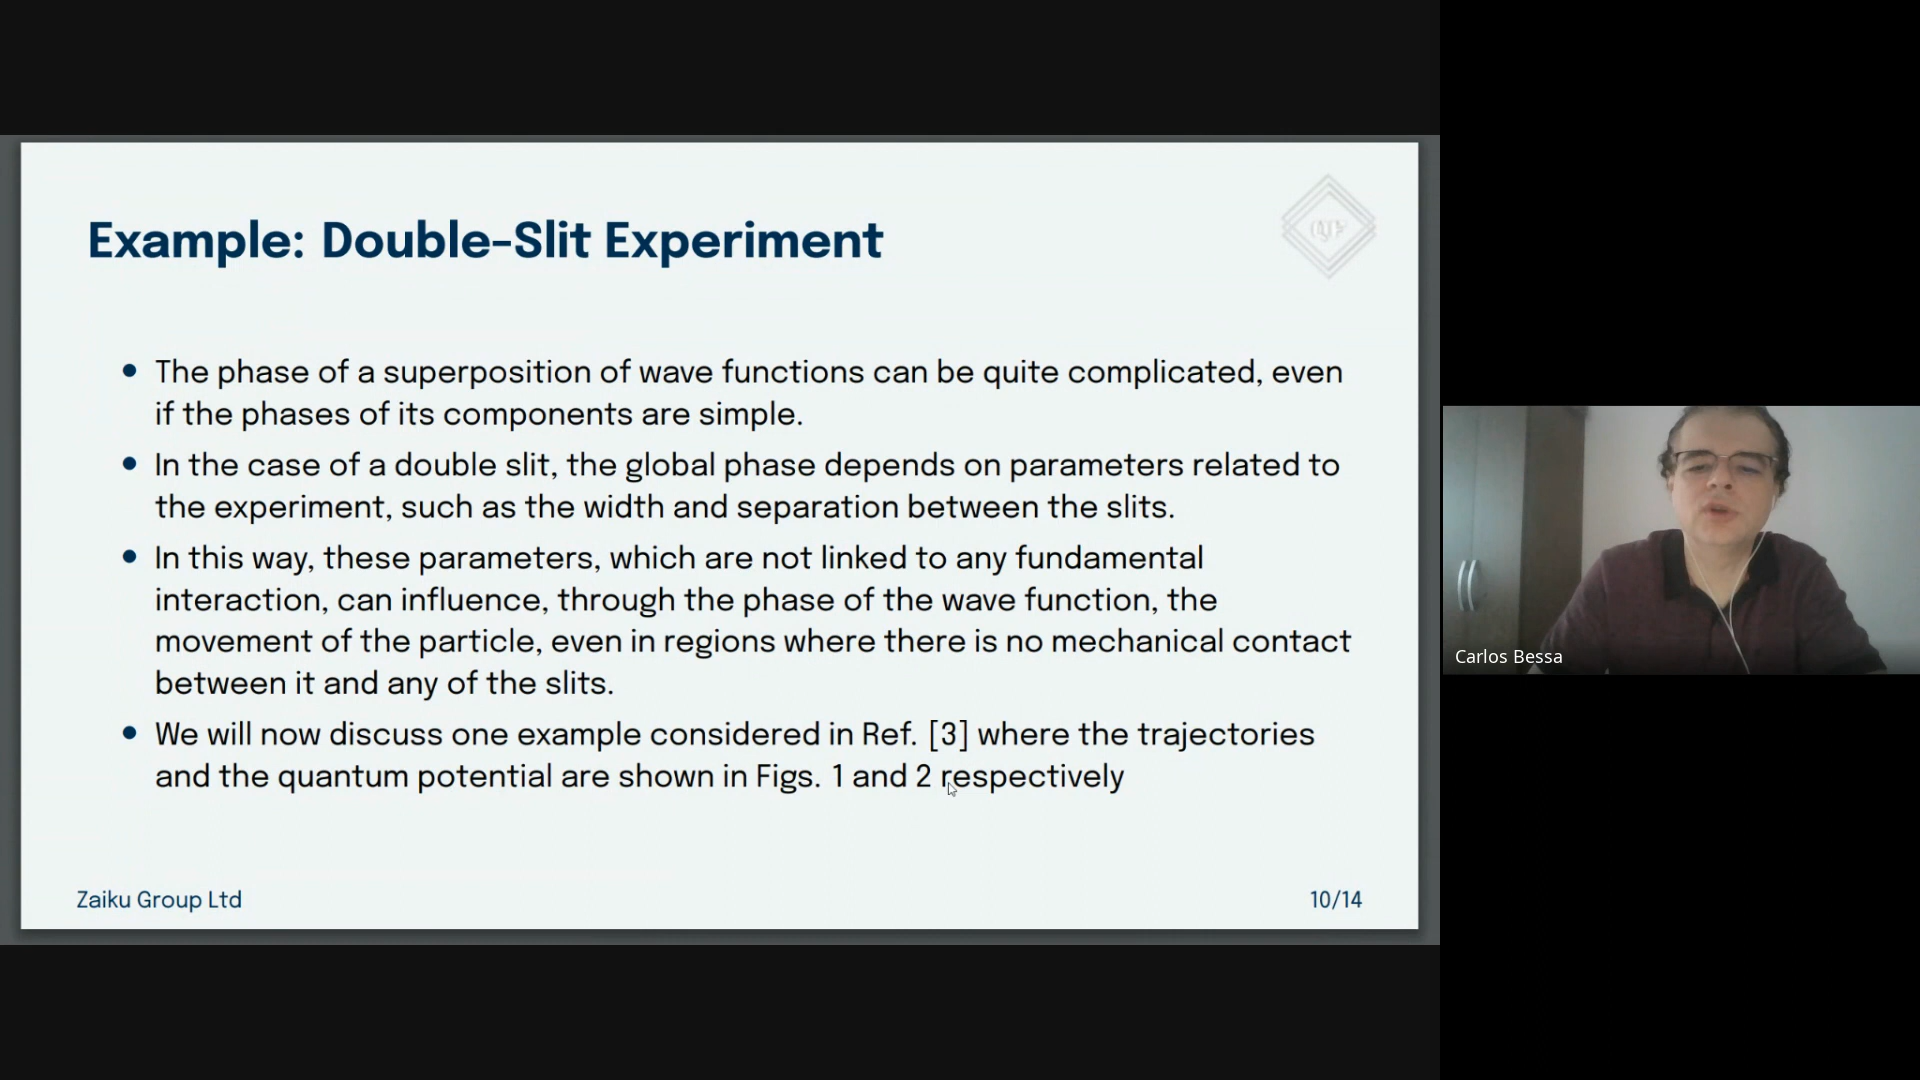 Example: Double-Slit Experiment
The phase of a superposition of wave functions can be quite complicated, even
if the phases of its components are simple.
In the case of a double slit, the global phase depends on parameters related to
the experiment, such as the width and separation between the slits.
In this way, these parameters, which are not linked to any fundamental
interaction, can influence, through the phase of the wave function, the
movement of the particle, even in regions where there is no mechanical contact
between it and any of the slits.
We will now discuss one example considered in Ref. [3] where the trajectories
and the quantum potential are shown in Figs. 1 and 2 respectively
Zaiku Group Ltd
10/14
Carlos Bessa